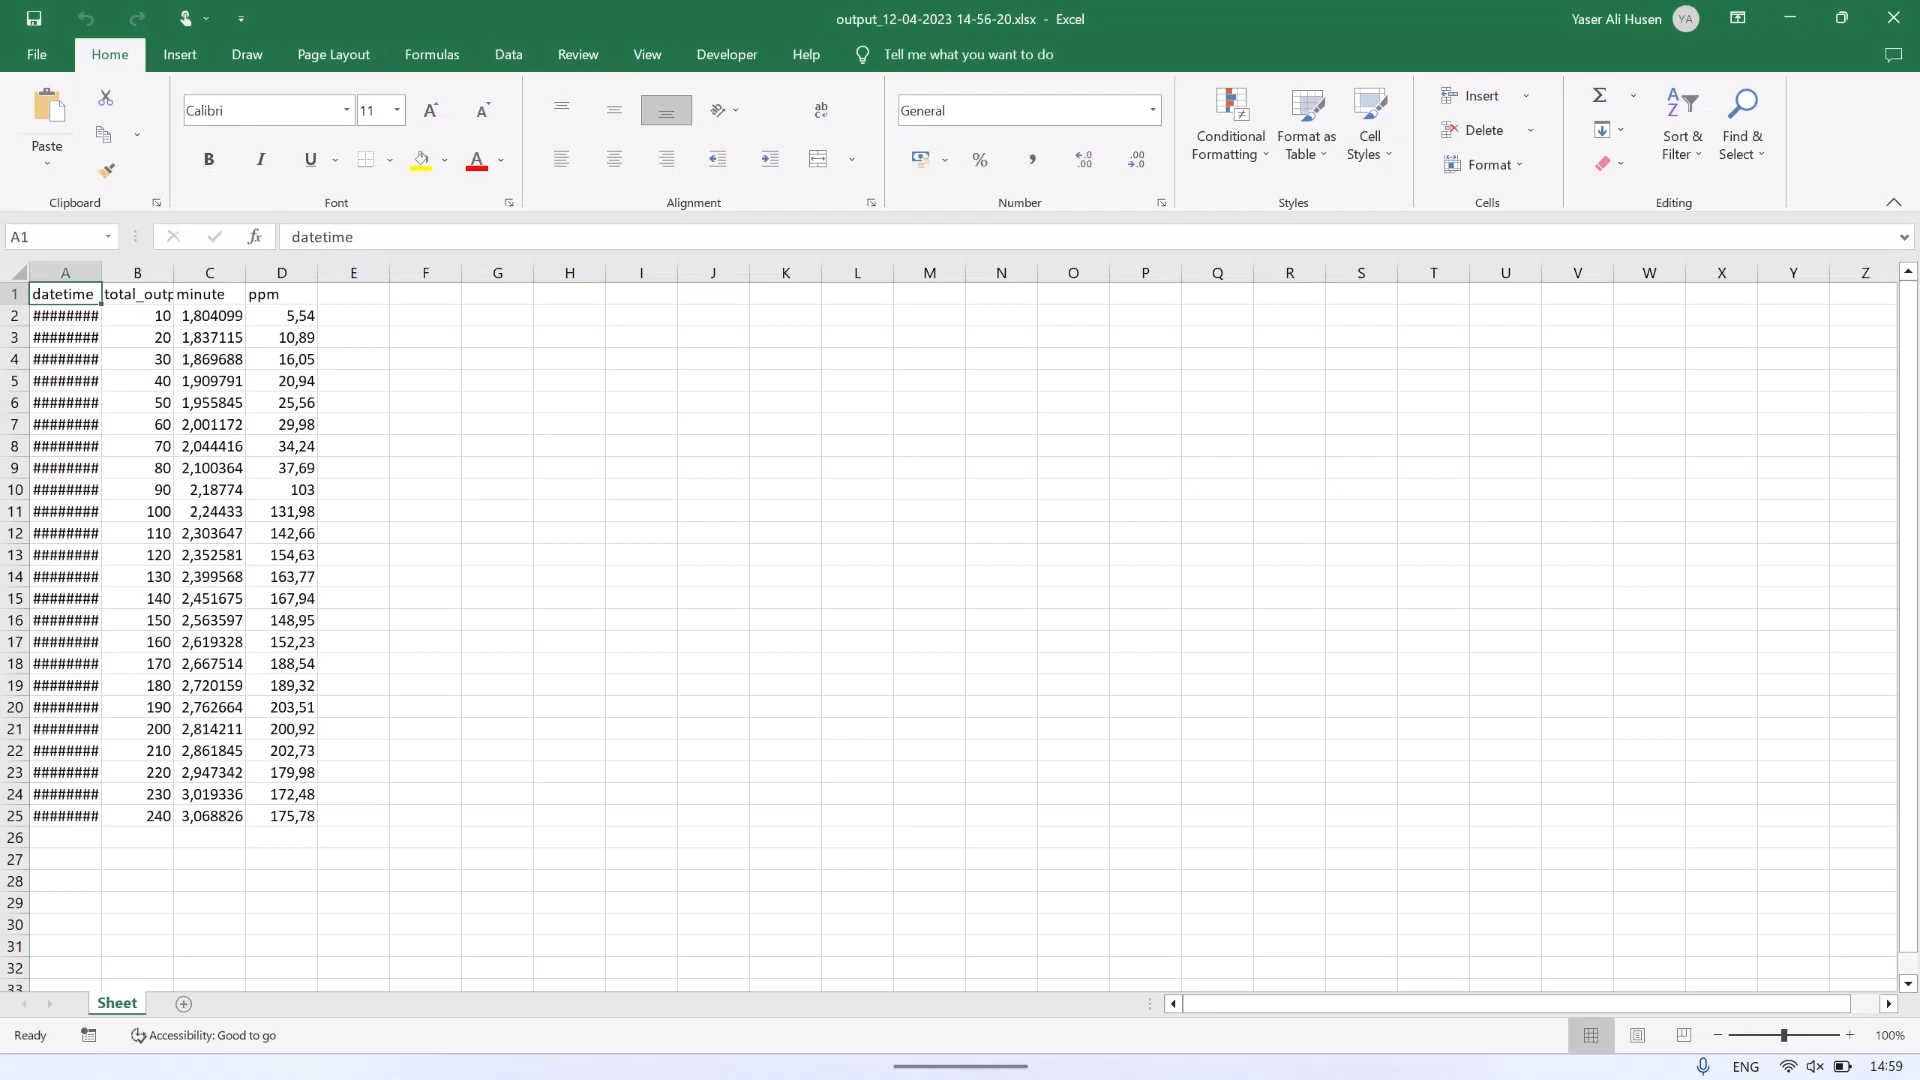 output_12-04-2023 14-56-20.xlsx - Excel
Yaser Ali Husen YA
File Home Insert Draw Page Layout Formulas Data Review View Developer Help Tell me what you want to do
Paste
Clipboard
Calibri 11
B I U
Font
Alignment
General
Number
Conditional Formatting
Format as Table
Cell Styles
Styles
Insert
Delete
Format
Cells
Sort & Filter
Find & Select
Editing
A1 fx datetime
A B C D E F G H I J K L M N O P Q R S T U V W X Y Z
1 datetime total_outp minute ppm
2 ######## 10 1,804099 5,54
3 ######## 20 1,837115 10,89
4 ######## 30 1,869688 16,05
5 ######## 40 1,909791 20,94
6 ######## 50 1,955845 25,56
7 ######## 60 2,001172 29,98
8 ######## 70 2,044416 34,24
9 ######## 80 2,100364 37,69
10 ######## 90 2,18774 103
11 ######## 100 2,24433 131,98
12 ######## 110 2,303647 142,66
13 ######## 120 2,352581 154,63
14 ######## 130 2,399568 163,77
15 ######## 140 2,451675 167,94
16 ######## 150 2,563597 148,95
17 ######## 160 2,619328 152,23
18 ######## 170 2,667514 188,54
19 ######## 180 2,720159 189,32
20 ######## 190 2,762664 203,51
21 ######## 200 2,814211 200,92
22 ######## 210 2,861845 202,73
23 ######## 220 2,947342 179,98
24 ######## 230 3,019336 172,48
25 ######## 240 3,068826 175,78
26
27
28
29
30
31
32
33
Sheet
Ready Accessibility: Good to go 100%
ENG 14:59